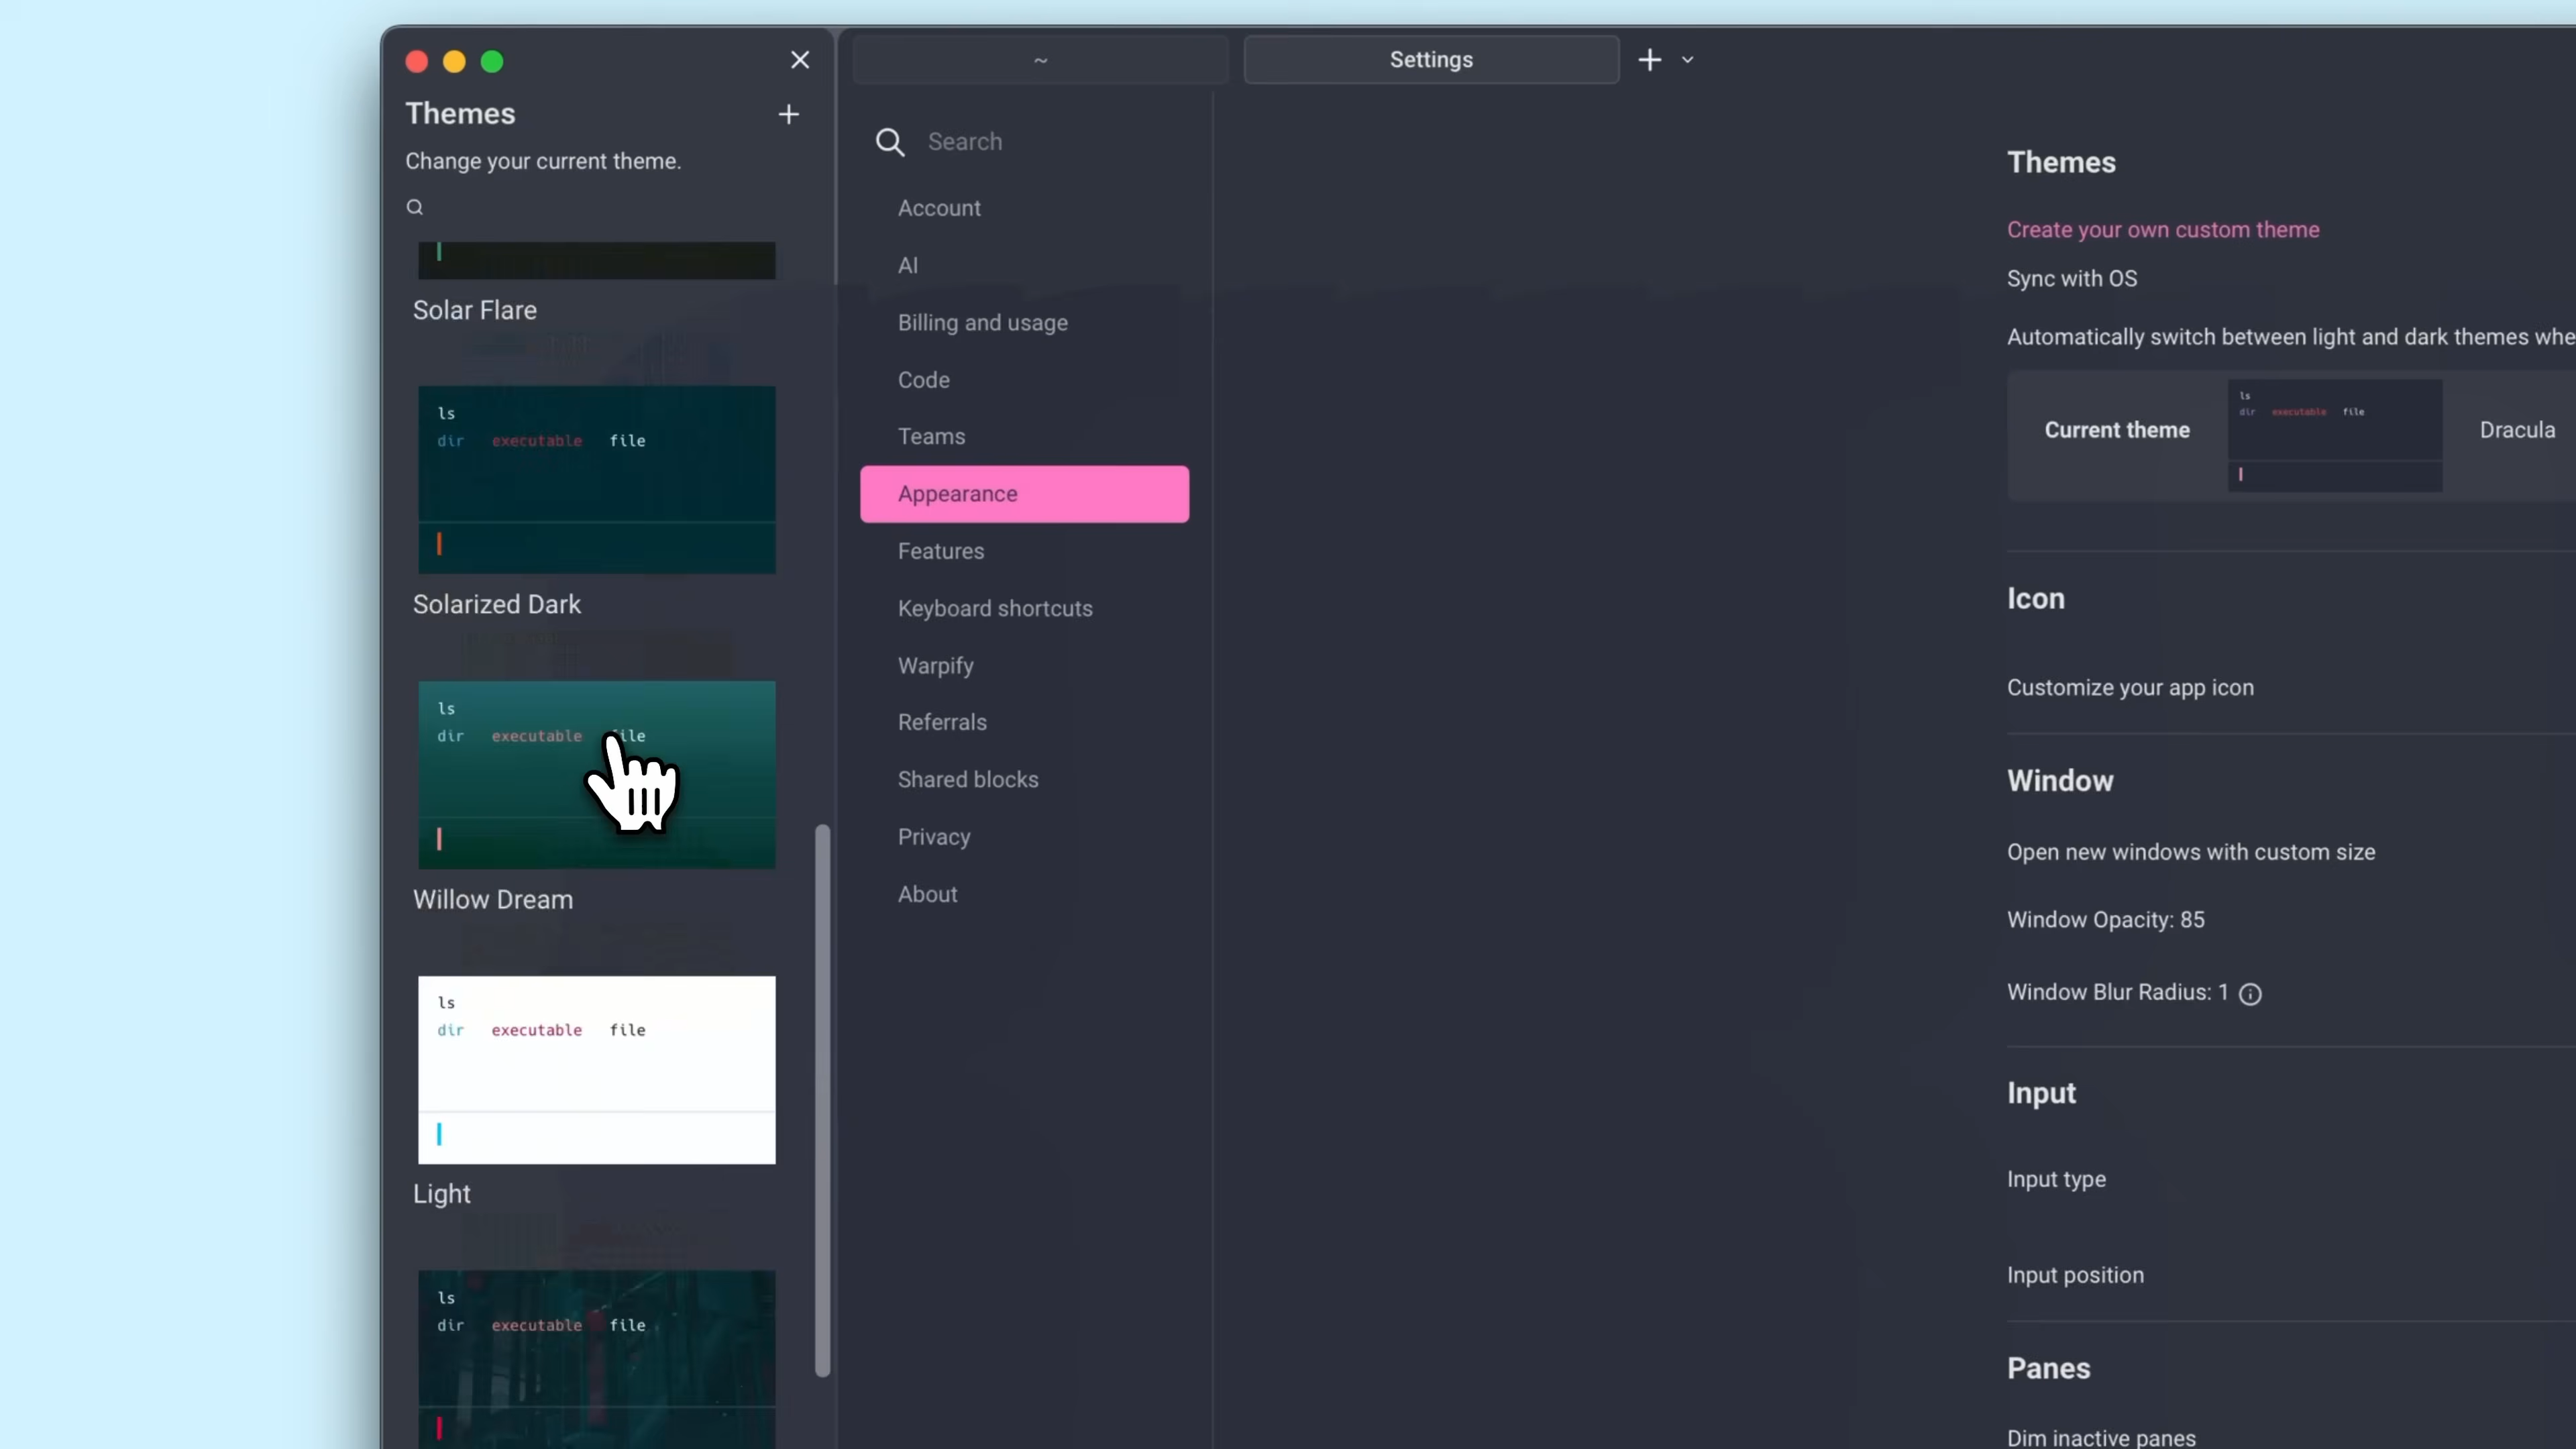 ~
Settings
Themes
Change your current theme.
Solar Flare
ls
dir executable file
Solarized Dark
ls
dir executable file
Willow Dream
ls
dir executable file
Light
ls
dir executable file
Search
Account
AI
Billing and usage
Code
Teams
Appearance
Features
Keyboard shortcuts
Warpify
Referrals
Shared blocks
Privacy
About
Themes
Create your own custom theme
Sync with OS
Automatically switch between light and dark themes whe
Current theme
ls
dir executable file
Dracula
Icon
Customize your app icon
Window
Open new windows with custom size
Window Opacity: 85
Window Blur Radius: 1
Input
Input type
Input position
Panes
Dim inactive panes